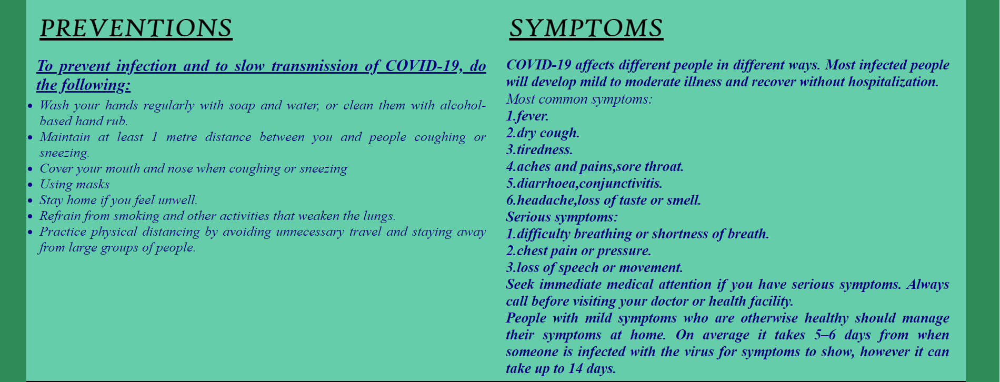 PREVENTIONS
To prevent infection and to slow transmission of COVID-19, do
the following:
• Wash your hands regularly with soap and water, or clean them with alcohol-
based hand rub.
• Maintain at least 1 metre distance between you and people coughing or
sneezing.
• Cover your mouth and nose when coughing or sneezing
• Using masks
• Stay home if you feel unwell.
• Refrain from smoking and other activities that weaken the lungs.
• Practice physical distancing by avoiding unnecessary travel and staying away
from large groups of people.
SYMPTOMS
COVID-19 affects different people in different ways. Most infected people
will develop mild to moderate illness and recover without hospitalization.
Most common symptoms:
1.fever.
2.dry cough.
3.tiredness.
4.aches and pains,sore throat.
5.diarrhoea,conjunctivitis.
6.headache,loss of taste or smell.
Serious symptoms:
1.difficulty breathing or shortness of breath.
2.chest pain or pressure.
3.loss of speech or movement.
Seek immediate medical attention if you have serious symptoms. Always
call before visiting your doctor or health facility.
People with mild symptoms who are otherwise healthy should manage
their symptoms at home. On average it takes 5–6 days from when
someone is infected with the virus for symptoms to show, however it can
take up to 14 days.